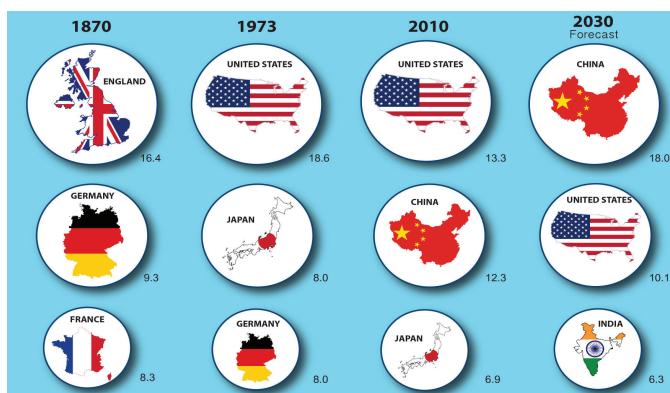 1870 1973 2010 2030
Forecast
ENGLAND UNITED STATES UNITED STATES CHINA
16.4 18.6 13.3 18.0
GERMANY JAPAN CHINA UNITED STATES
9.3 8.0 12.3 10.1
FRANCE GERMANY JAPAN INDIA
8.3 8.0 6.9 6.3